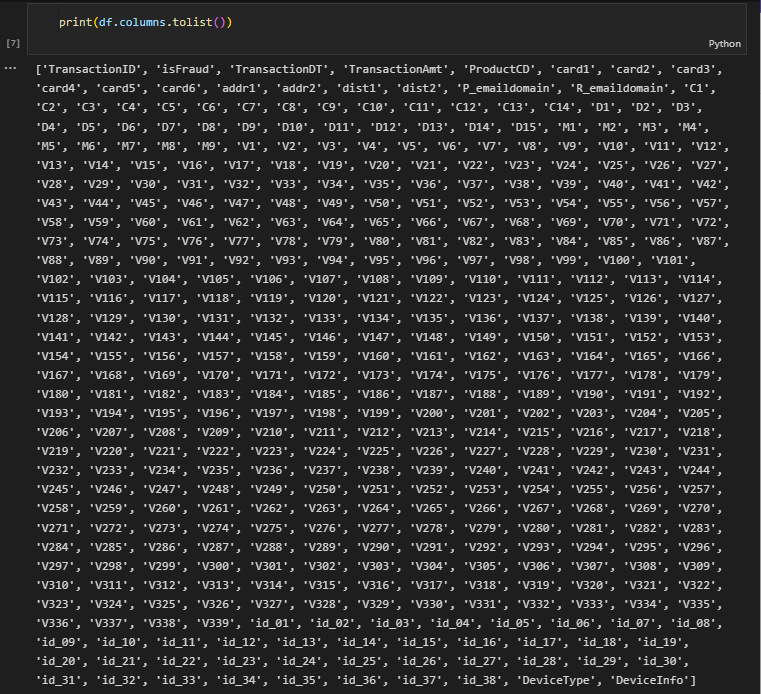 print(df.columns.tolist())
[7]
Python
...
['TransactionID', 'isFraud', 'TransactionDT', 'TransactionAmt', 'ProductCD', 'card1', 'card2', 'card3',
'card4', 'card5', 'card6', 'addr1', 'addr2', 'dist1', 'dist2', 'P_emaildomain', 'R_emaildomain', 'C1',
'C2', 'C3', 'C4', 'C5', 'C6', 'C7', 'C8', 'C9', 'C10', 'C11', 'C12', 'C13', 'C14', 'D1', 'D2', 'D3',
'D4', 'D5', 'D6', 'D7', 'D8', 'D9', 'D10', 'D11', 'D12', 'D13', 'D14', 'D15', 'M1', 'M2', 'M3', 'M4',
'M5', 'M6', 'M7', 'M8', 'M9', 'V1', 'V2', 'V3', 'V4', 'V5', 'V6', 'V7', 'V8', 'V9', 'V10', 'V11', 'V12',
'V13', 'V14', 'V15', 'V16', 'V17', 'V18', 'V19', 'V20', 'V21', 'V22', 'V23', 'V24', 'V25', 'V26', 'V27',
'V28', 'V29', 'V30', 'V31', 'V32', 'V33', 'V34', 'V35', 'V36', 'V37', 'V38', 'V39', 'V40', 'V41', 'V42',
'V43', 'V44', 'V45', 'V46', 'V47', 'V48', 'V49', 'V50', 'V51', 'V52', 'V53', 'V54', 'V55', 'V56', 'V57',
'V58', 'V59', 'V60', 'V61', 'V62', 'V63', 'V64', 'V65', 'V66', 'V67', 'V68', 'V69', 'V70', 'V71', 'V72',
'V73', 'V74', 'V75', 'V76', 'V77', 'V78', 'V79', 'V80', 'V81', 'V82', 'V83', 'V84', 'V85', 'V86', 'V87',
'V88', 'V89', 'V90', 'V91', 'V92', 'V93', 'V94', 'V95', 'V96', 'V97', 'V98', 'V99', 'V100', 'V101',
'V102', 'V103', 'V104', 'V105', 'V106', 'V107', 'V108', 'V109', 'V110', 'V111', 'V112', 'V113', 'V114',
'V115', 'V116', 'V117', 'V118', 'V119', 'V120', 'V121', 'V122', 'V123', 'V124', 'V125', 'V126', 'V127',
'V128', 'V129', 'V130', 'V131', 'V132', 'V133', 'V134', 'V135', 'V136', 'V137', 'V138', 'V139', 'V140',
'V141', 'V142', 'V143', 'V144', 'V145', 'V146', 'V147', 'V148', 'V149', 'V150', 'V151', 'V152', 'V153',
'V154', 'V155', 'V156', 'V157', 'V158', 'V159', 'V160', 'V161', 'V162', 'V163', 'V164', 'V165', 'V166',
'V167', 'V168', 'V169', 'V170', 'V171', 'V172', 'V173', 'V174', 'V175', 'V176', 'V177', 'V178', 'V179',
'V180', 'V181', 'V182', 'V183', 'V184', 'V185', 'V186', 'V187', 'V188', 'V189', 'V190', 'V191', 'V192',
'V193', 'V194', 'V195', 'V196', 'V197', 'V198', 'V199', 'V200', 'V201', 'V202', 'V203', 'V204', 'V205',
'V206', 'V207', 'V208', 'V209', 'V210', 'V211', 'V212', 'V213', 'V214', 'V215', 'V216', 'V217', 'V218',
'V219', 'V220', 'V221', 'V222', 'V223', 'V224', 'V225', 'V226', 'V227', 'V228', 'V229', 'V230', 'V231',
'V232', 'V233', 'V234', 'V235', 'V236', 'V237', 'V238', 'V239', 'V240', 'V241', 'V242', 'V243', 'V244',
'V245', 'V246', 'V247', 'V248', 'V249', 'V250', 'V251', 'V252', 'V253', 'V254', 'V255', 'V256', 'V257',
'V258', 'V259', 'V260', 'V261', 'V262', 'V263', 'V264', 'V265', 'V266', 'V267', 'V268', 'V269', 'V270',
'V271', 'V272', 'V273', 'V274', 'V275', 'V276', 'V277', 'V278', 'V279', 'V280', 'V281', 'V282', 'V283',
'V284', 'V285', 'V286', 'V287', 'V288', 'V289', 'V290', 'V291', 'V292', 'V293', 'V294', 'V295', 'V296',
'V297', 'V298', 'V299', 'V300', 'V301', 'V302', 'V303', 'V304', 'V305', 'V306', 'V307', 'V308', 'V309',
'V310', 'V311', 'V312', 'V313', 'V314', 'V315', 'V316', 'V317', 'V318', 'V319', 'V320', 'V321', 'V322',
'V323', 'V324', 'V325', 'V326', 'V327', 'V328', 'V329', 'V330', 'V331', 'V332', 'V333', 'V334', 'V335',
'V336', 'V337', 'V338', 'V339', 'id_01', 'id_02', 'id_03', 'id_04', 'id_05', 'id_06', 'id_07', 'id_08',
'id_09', 'id_10', 'id_11', 'id_12', 'id_13', 'id_14', 'id_15', 'id_16', 'id_17', 'id_18', 'id_19',
'id_20', 'id_21', 'id_22', 'id_23', 'id_24', 'id_25', 'id_26', 'id_27', 'id_28', 'id_29', 'id_30',
'id_31', 'id_32', 'id_33', 'id_34', 'id_35', 'id_36', 'id_37', 'id_38', 'DeviceType', 'DeviceInfo']